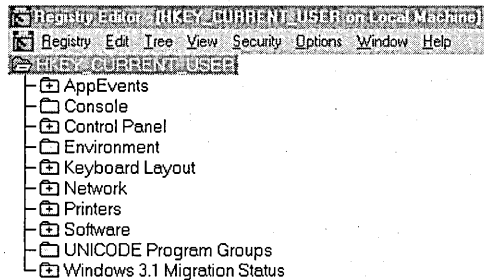 Registry Editor - [HKEY_CURRENT_USER on Local Machine]
Registry Edit Tree View Security Options Window Help
HKEY_CURRENT_USER
AppEvents
Console
Control Panel
Environment
Keyboard Layout
Network
Printers
Software
UNICODE Program Groups
Windows 3.1 Migration Status